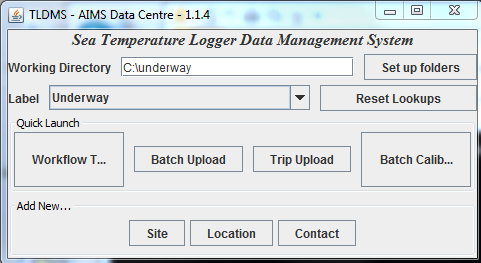 TLDMS - AIMS Data Centre - 1.1.4
Sea Temperature Logger Data Management System
Working Directory C:\underway Set up folders
Label Underway Reset Lookups
Quick Launch
Workflow T... Batch Upload Trip Upload Batch Calib...
Add New...
Site Location Contact